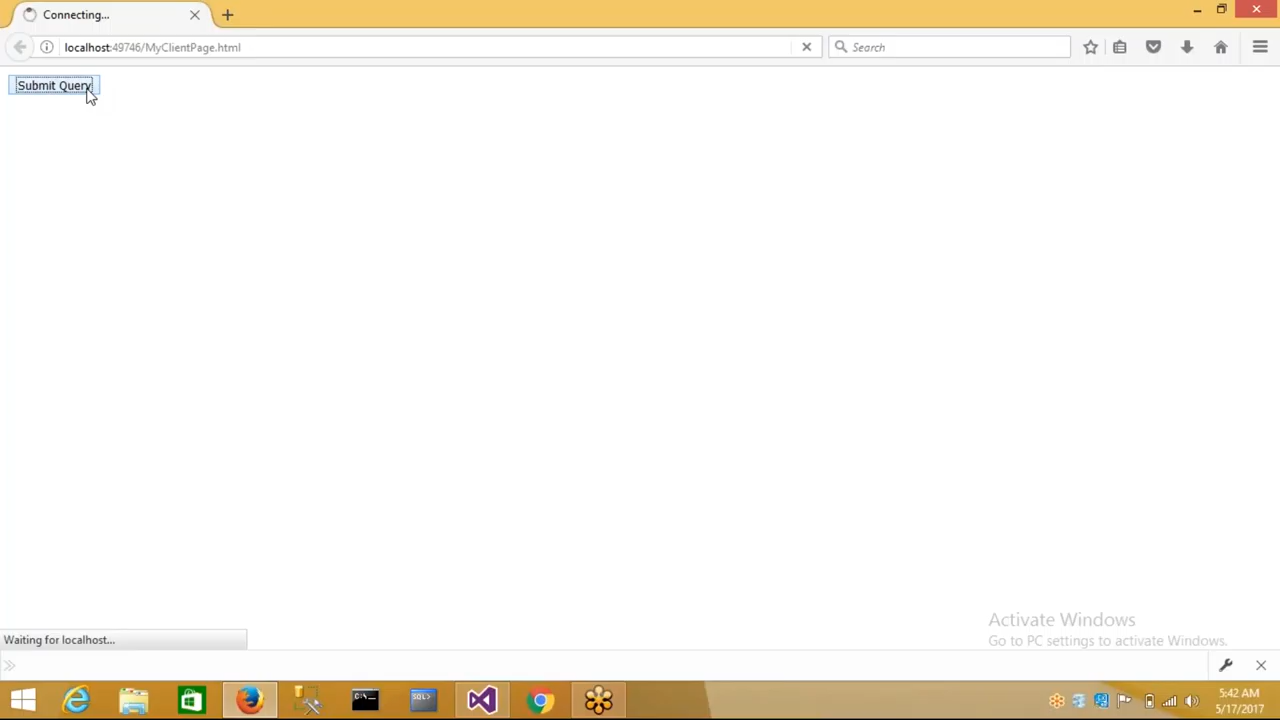 Connecting...
localhost:49746/MyClientPage.html
Search
Submit Query
Activate Windows
Go to PC settings to activate Windows.
Waiting for localhost...
C:\_
SQL>
5:42 AM
5/17/2017